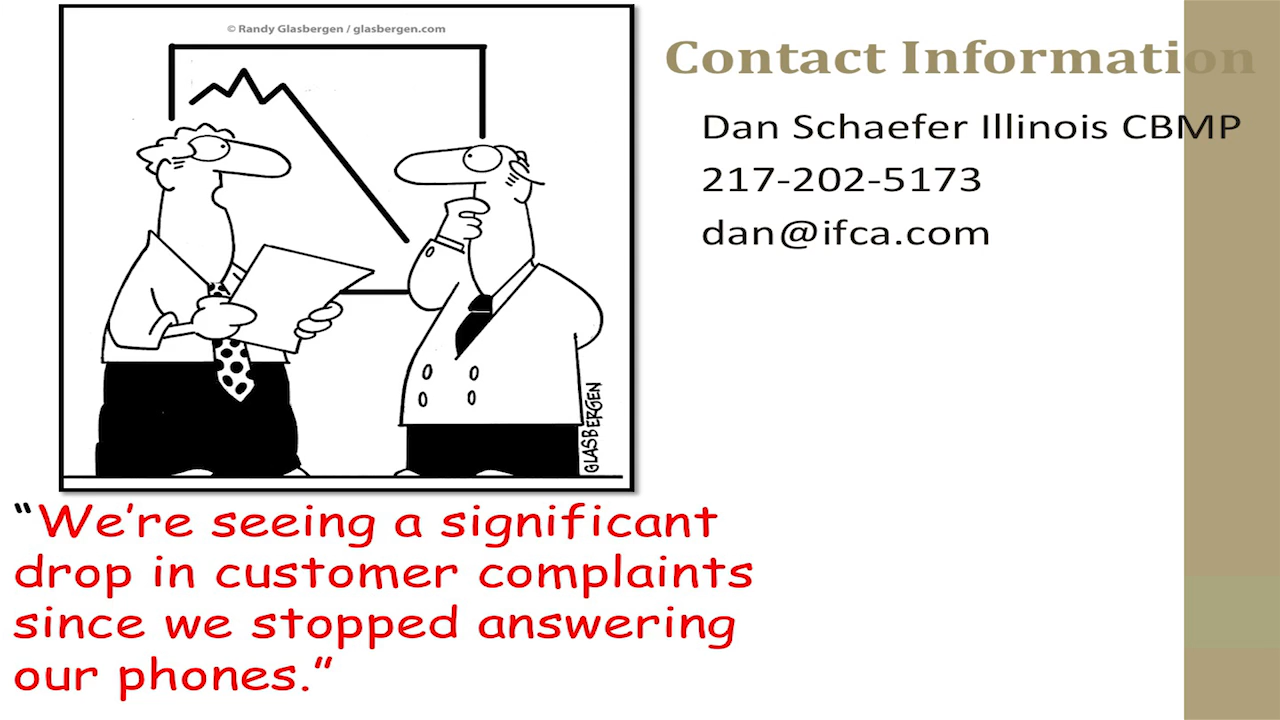 © Randy Glasbergen / glasbergen.com
GLASBERGEN
“We’re seeing a significant
drop in customer complaints
since we stopped answering
our phones.”
Contact Information
Dan Schaefer Illinois CBMP
217-202-5173
dan@ifca.com